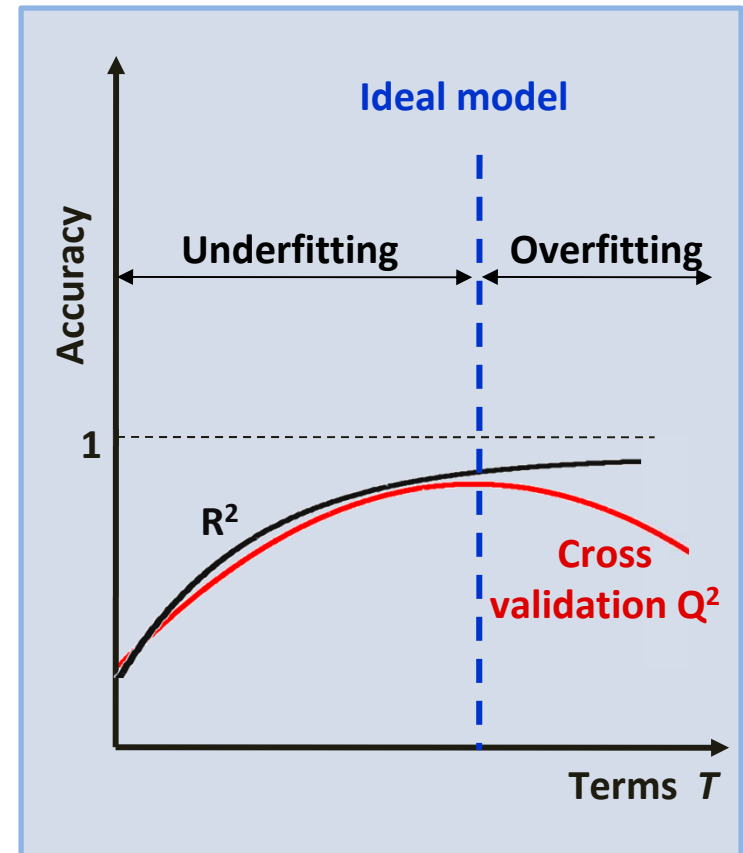 Ideal model
Accuracy
Underfitting
Overfitting
1
R²
Cross
validation Q²
Terms T